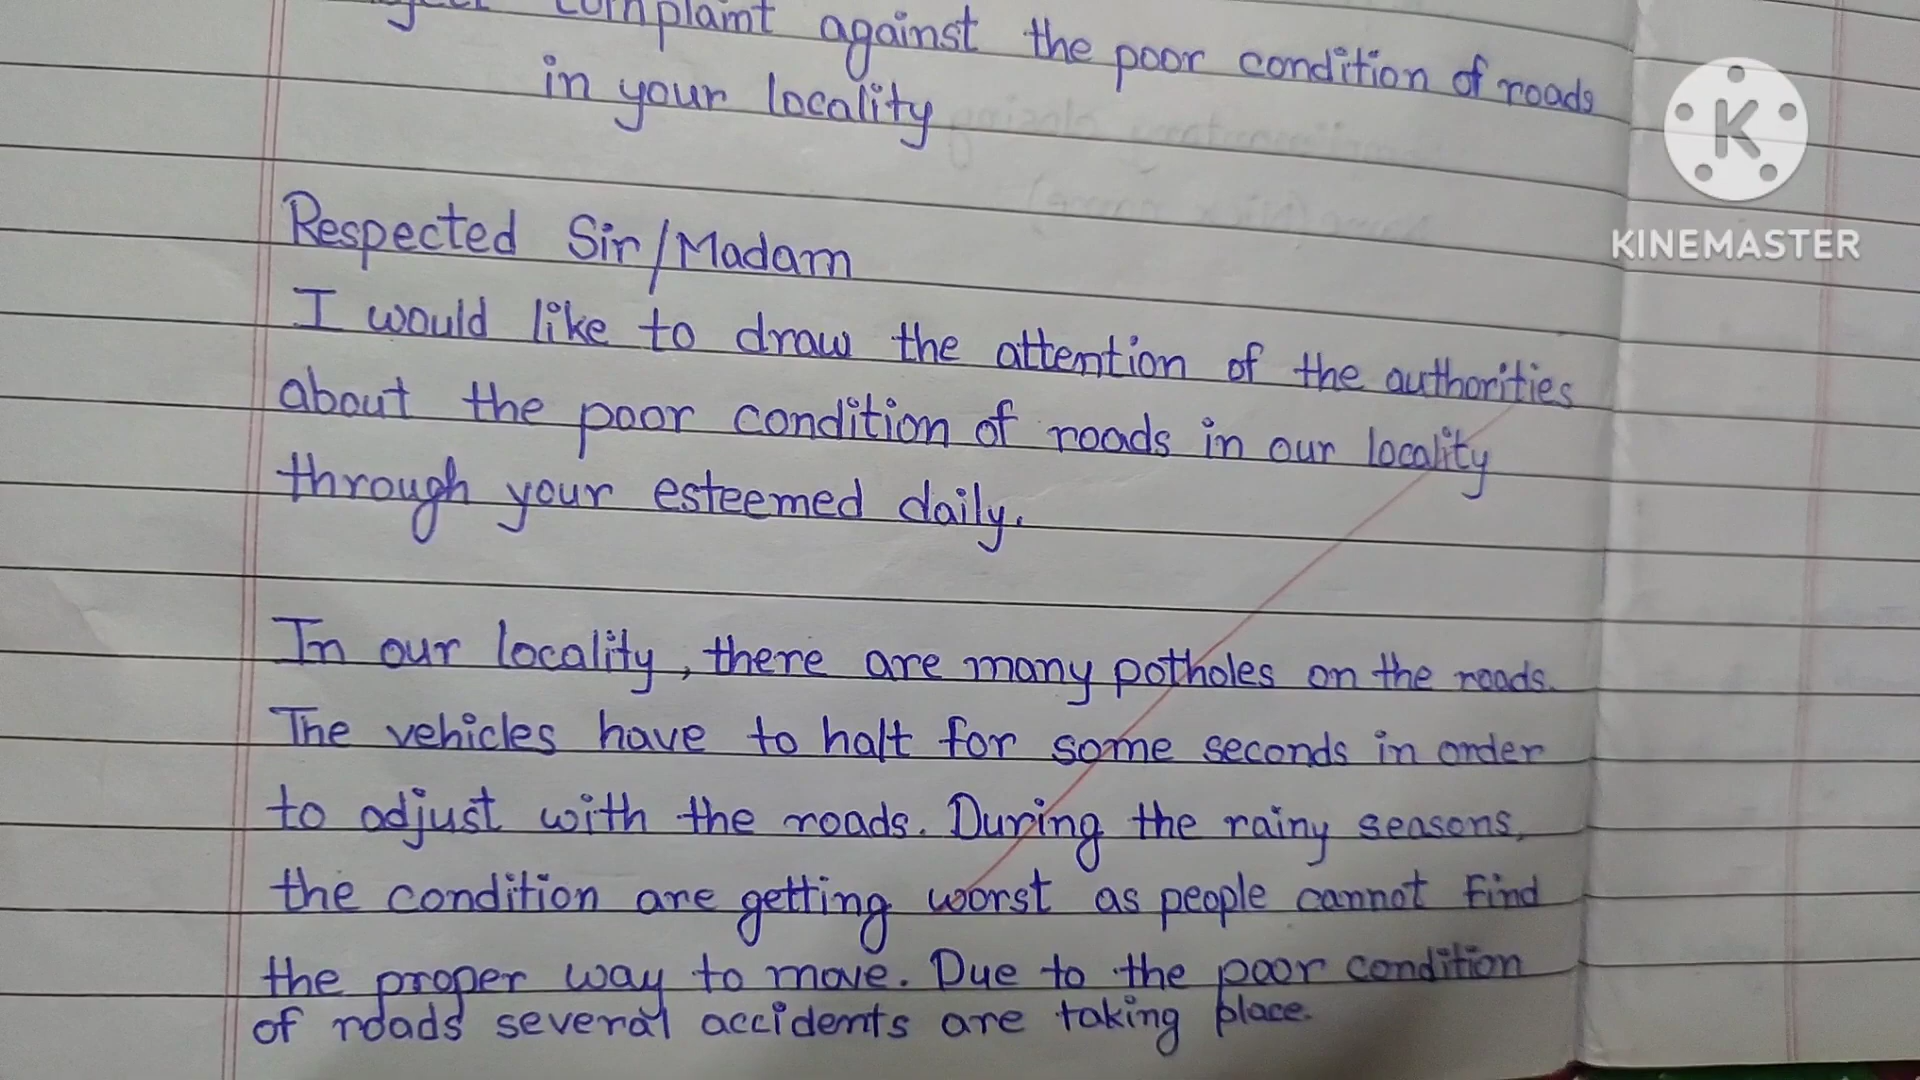 complaint against the poor condition of roads
in your locality
K
KINEMASTER
Respected Sir/Madam
I would like to draw the attention of the authorities
about the poor condition of roads in our locality
through your esteemed daily.
In our locality, there are many potholes on the roads.
The vehicles have to halt for some seconds in order
to adjust with the roads. During the rainy seasons,
the condition are getting worst as people cannot find
the proper way to move. Due to the poor condition
of roads several accidents are taking place.